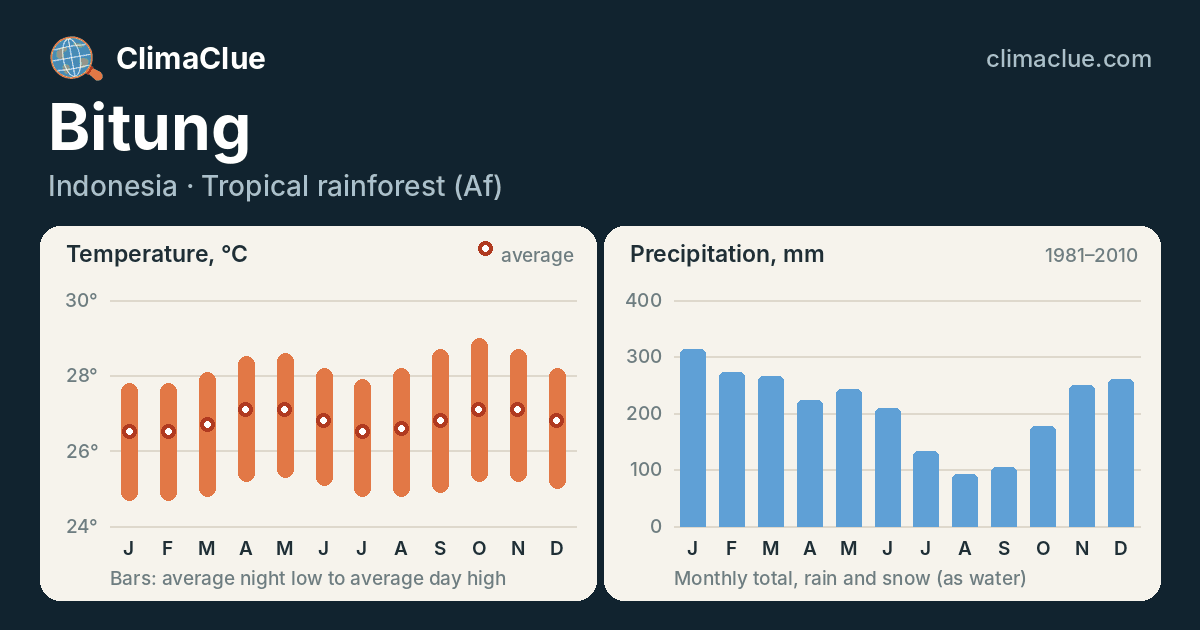 ClimaClue
climaclue.com
Bitung
Indonesia · Tropical rainforest (Af)
Temperature, °C
average
30°
28°
26°
24°
J F M A M J J A S O N D
Bars: average night low to average day high
Precipitation, mm
1981–2010
400
300
200
100
0
J F M A M J J A S O N D
Monthly total, rain and snow (as water)